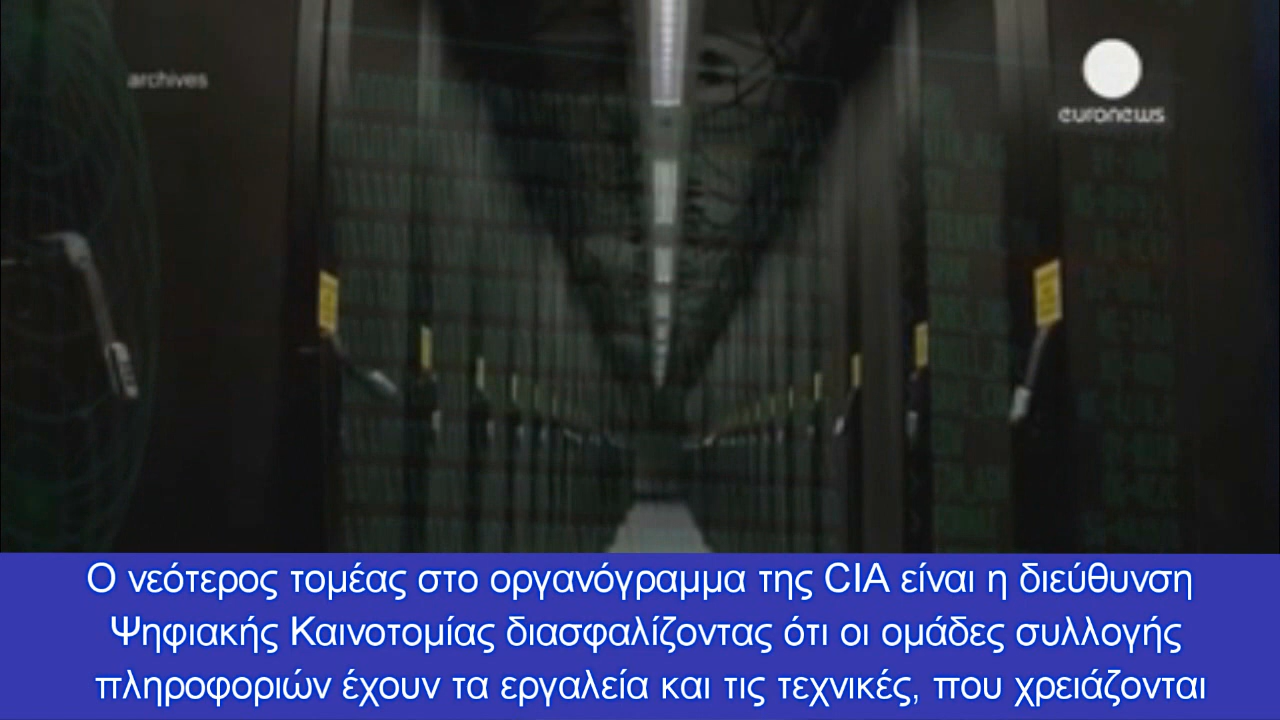 archives
euronews
Ο νεότερος τομέας στο οργανόγραμμα της CIA είναι η διεύθυνση
Ψηφιακής Καινοτομίας διασφαλίζοντας ότι οι ομάδες συλλογής
πληροφοριών έχουν τα εργαλεία και τις τεχνικές, που χρειάζονται